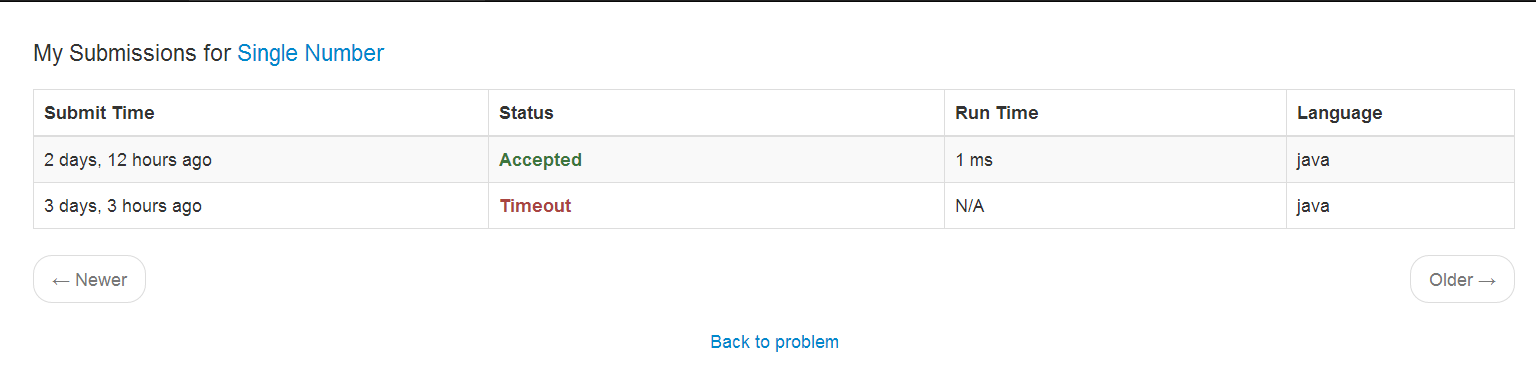 My Submissions for Single Number
Submit Time Status Run Time Language
2 days, 12 hours ago Accepted 1 ms java
3 days, 3 hours ago Timeout N/A java
← Newer Older →
Back to problem